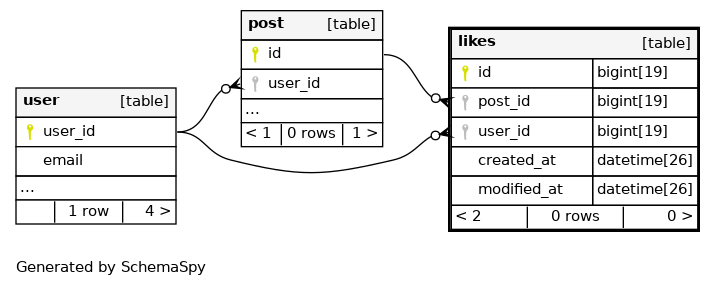 post [table]
id
user_id
...
< 1 0 rows 1 >
likes [table]
id bigint[19]
post_id bigint[19]
user_id bigint[19]
created_at datetime[26]
modified_at datetime[26]
< 2 0 rows 0 >
user [table]
user_id
email
...
1 row 4 >
Generated by SchemaSpy